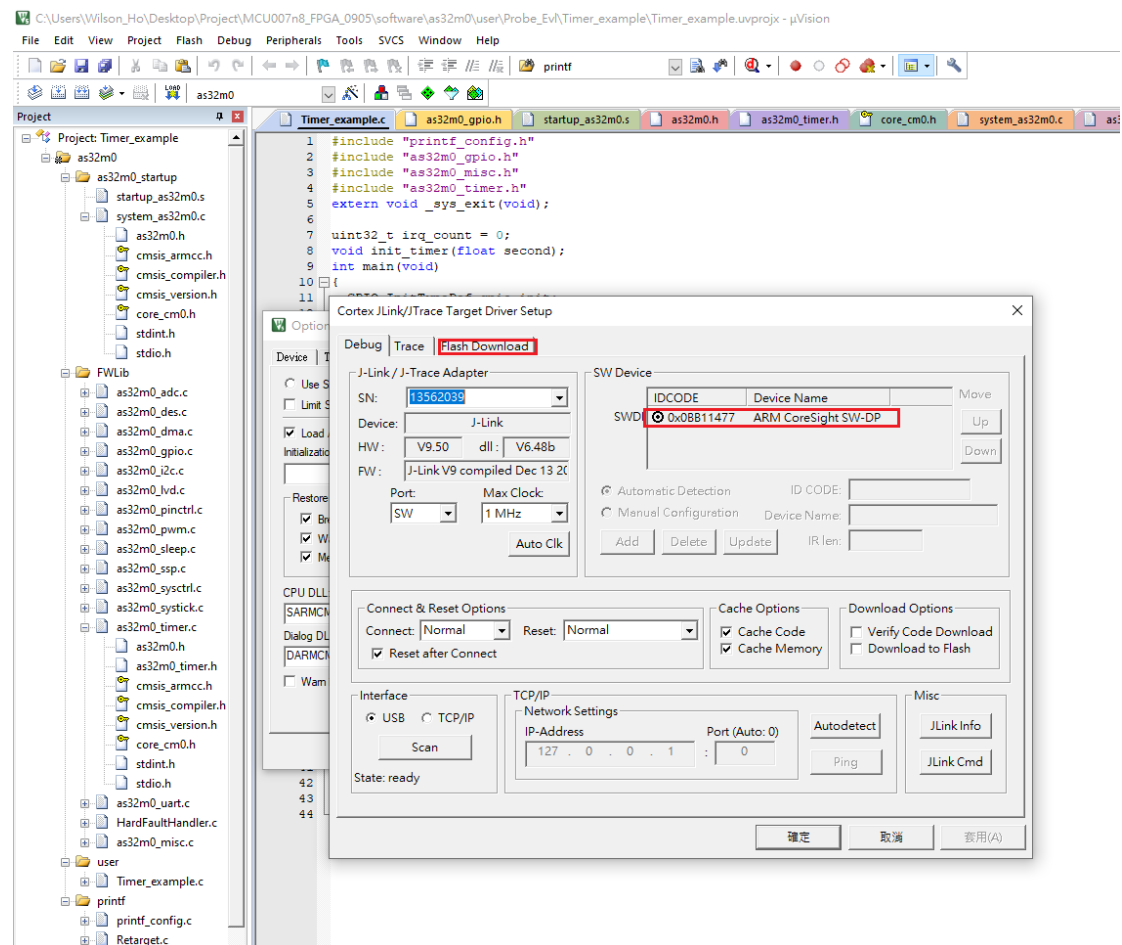 C:\Users\Wilson_Ho\Desktop\Project\MCU007n8_FPGA_0905\software\as32m0\user\Probe_Evl\Timer_example\Timer_example.uvprojx - µVision
File Edit View Project Flash Debug Peripherals Tools SVCS Window Help
printf
LOAD as32m0
Project
Timer_example.c as32m0_gpio.h startup_as32m0.s as32m0.h as32m0_timer.h core_cm0.h system_as32m0.c
Project: Timer_example
as32m0
as32m0_startup
startup_as32m0.s
system_as32m0.c
as32m0.h
cmsis_armcc.h
cmsis_compiler.h
cmsis_version.h
core_cm0.h
stdint.h
stdio.h
FWLib
as32m0_adc.c
as32m0_des.c
as32m0_dma.c
as32m0_gpio.c
as32m0_i2c.c
as32m0_lvd.c
as32m0_pinctrl.c
as32m0_pwm.c
as32m0_sleep.c
as32m0_ssp.c
as32m0_sysctrl.c
as32m0_systick.c
as32m0_timer.c
as32m0.h
as32m0_timer.h
cmsis_armcc.h
cmsis_compiler.h
cmsis_version.h
core_cm0.h
stdint.h
stdio.h
as32m0_uart.c
HardFaultHandler.c
as32m0_misc.c
user
Timer_example.c
printf
printf_config.c
Retarget.c
1 #include "printf_config.h"
2 #include "as32m0_gpio.h"
3 #include "as32m0_misc.h"
4 #include "as32m0_timer.h"
5 extern void _sys_exit(void);
6
7 uint32_t irq_count = 0;
8 void init_timer(float second);
9 int main(void)
10 {
11
42
43
44
Device
Use S
Limit S
Load
Restore
CPU DLL
SARMCM
Dialog DL
DARMCM
Warn
Cortex JLink/JTrace Target Driver Setup
Debug Trace Flash Download
J-Link / J-Trace Adapter
SN: 13562039
Device: J-Link
HW : V9.50 dll : V6.48b
FW : J-Link V9 compiled Dec 13 20
Port: Max Clock:
SW 1 MHz
Auto Clk
SW Device
IDCODE Device Name Move
0x0BB11477 ARM CoreSight SW-DP Up
Down
Automatic Detection ID CODE:
Manual Configuration Device Name:
Add Delete Update IR len:
Connect & Reset Options
Connect: Normal Reset: Normal
Reset after Connect
Cache Options
Cache Code
Cache Memory
Download Options
Verify Code Download
Download to Flash
Interface
USB TCP/IP
Scan
State: ready
TCP/IP
Network Settings
IP-Address Port (Auto: 0)
127 . 0 . 0 . 1 : 0
Autodetect
Ping
Misc
JLink Info
JLink Cmd
確定 取消 套用(A)